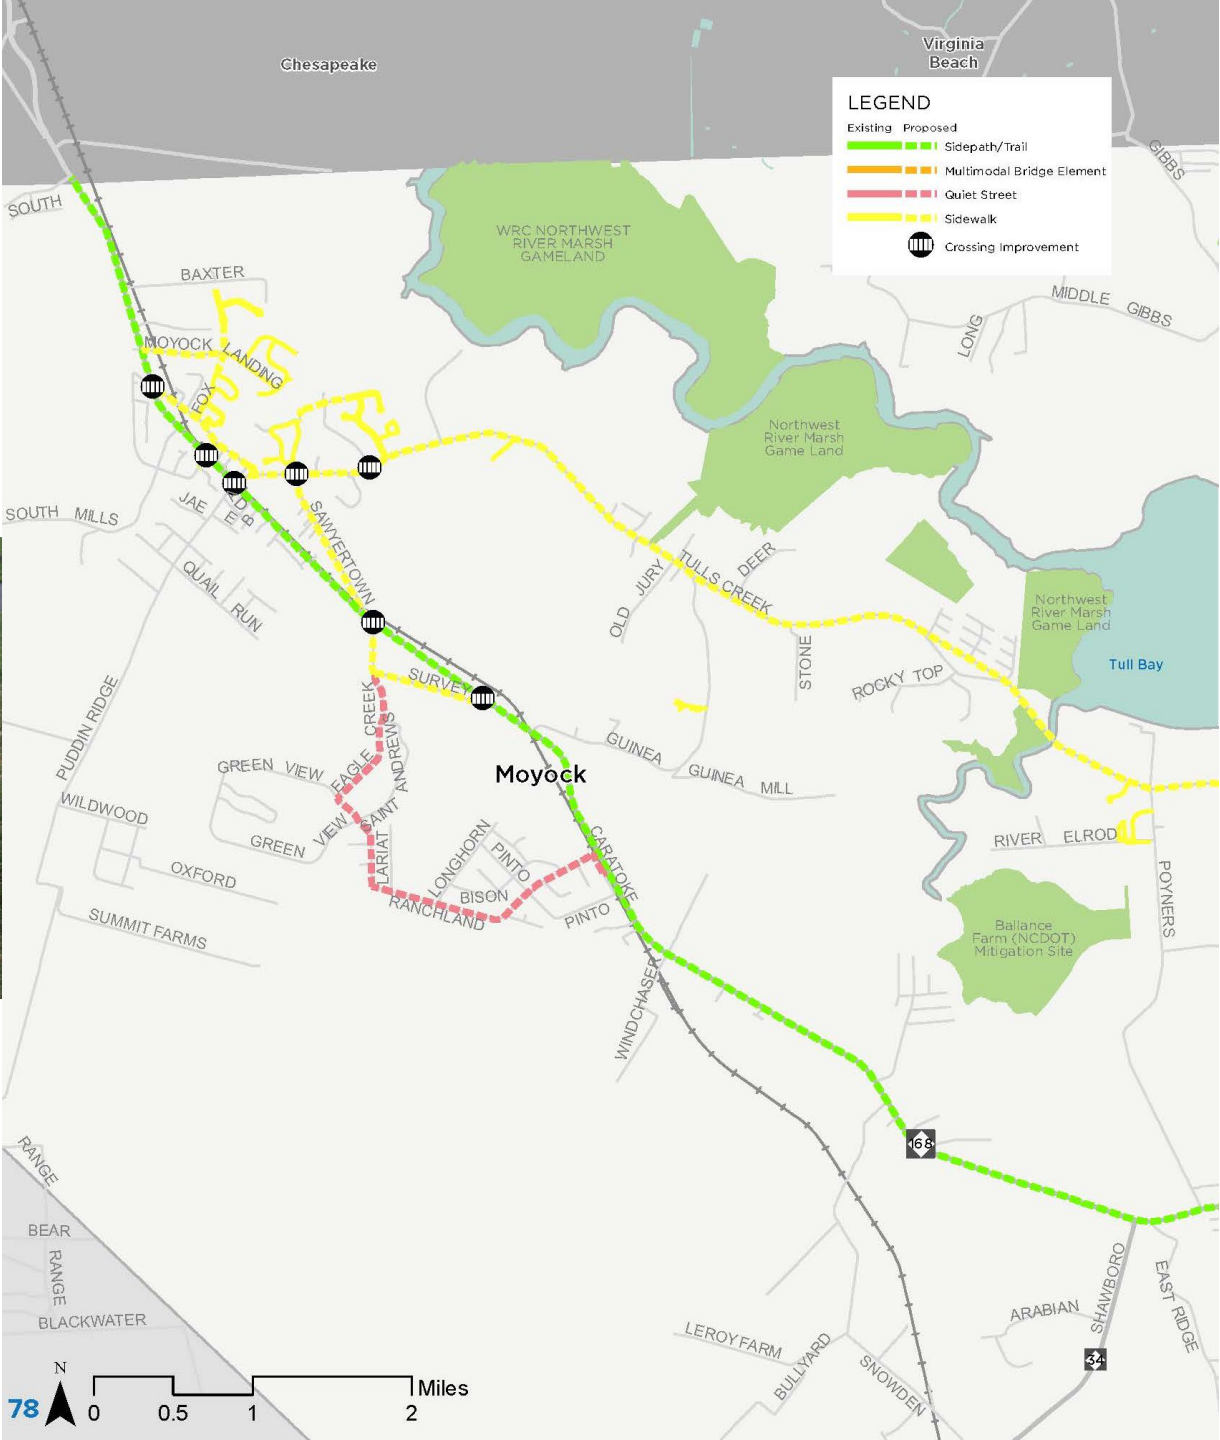 Chesapeake
Virginia
Beach
LEGEND
Existing Proposed
Sidepath/Trail
Multimodal Bridge Element
Quiet Street
Sidewalk
Crossing Improvement
GIBBS
SOUTH
WRC NORTHWEST
RIVER MARSH
GAMELAND
BAXTER
MIDDLE GIBBS
LONG
MOYOCK LANDING
FOX
Northwest
River Marsh
Game Land
SOUTH MILLS
JAE
SAWYERTOWN
QUAIL RUN
OLD JURY
DEER
TULLS CREEK
Northwest
River Marsh
Game Land
Tull Bay
STONE
ROCKY TOP
SURVEY
PUDDIN RIDGE
EAGLE CREEK
SAINT ANDREWS
GREEN VIEW
GUINEA
GUINEA MILL
Moyock
WILDWOOD
GREEN VIEW
LARIAT
LONGHORN
PINTO
CARATOKE
RIVER ELROD
OXFORD
BISON
RANCHLAND
PINTO
POYNERS
SUMMIT FARMS
Ballance
Farm (NCDOT)
Mitigation Site
WINDCHASER
168
RANGE
BEAR
RANGE
BLACKWATER
SHAWBORO
EAST RIDGE
ARABIAN
LEROY FARM
BULLYARD
SNOWDEN
34
N
78
0 0.5 1 2
Miles